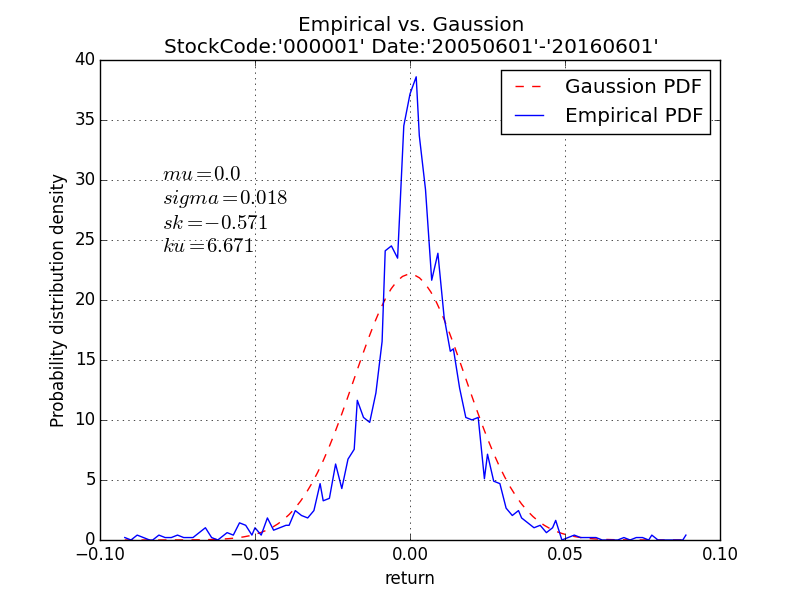 Empirical vs. Gaussion
StockCode:'000001' Date:'20050601'-'20160601'
Gaussion PDF
Empirical PDF
mu=0.0
sigma=0.018
sk=−0.571
ku=6.671
Probability distribution density
40
35
30
25
20
15
10
5
0
−0.10
−0.05
0.00
0.05
0.10
return